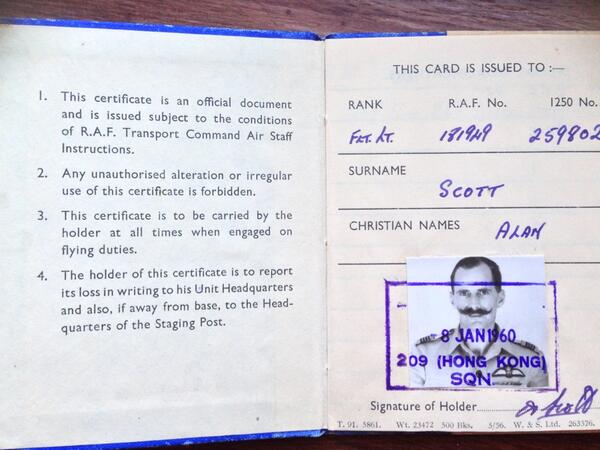 1. This certificate is an official document
and is issued subject to the conditions
of R.A.F. Transport Command Air Staff
Instructions.
2. Any unauthorised alteration or irregular
use of this certificate is forbidden.
3. This certificate is to be carried by the
holder at all times when engaged on
flying duties.
4. The holder of this certificate is to report
its loss in writing to his Unit Headquarters
and also, if away from base, to the Head-
quarters of the Staging Post.
THIS CARD IS ISSUED TO :—
RANK R.A.F. No. 1250 No.
FLT. LT. 181949 259802
SURNAME
SCOTT
CHRISTIAN NAMES ALAN
8 JAN 1960
209 (HONG KONG)
SQN.
Signature of Holder
T. 91. 5861. Wt. 23472 500 Bks. 5/56. W. & S. Ltd. 263376.